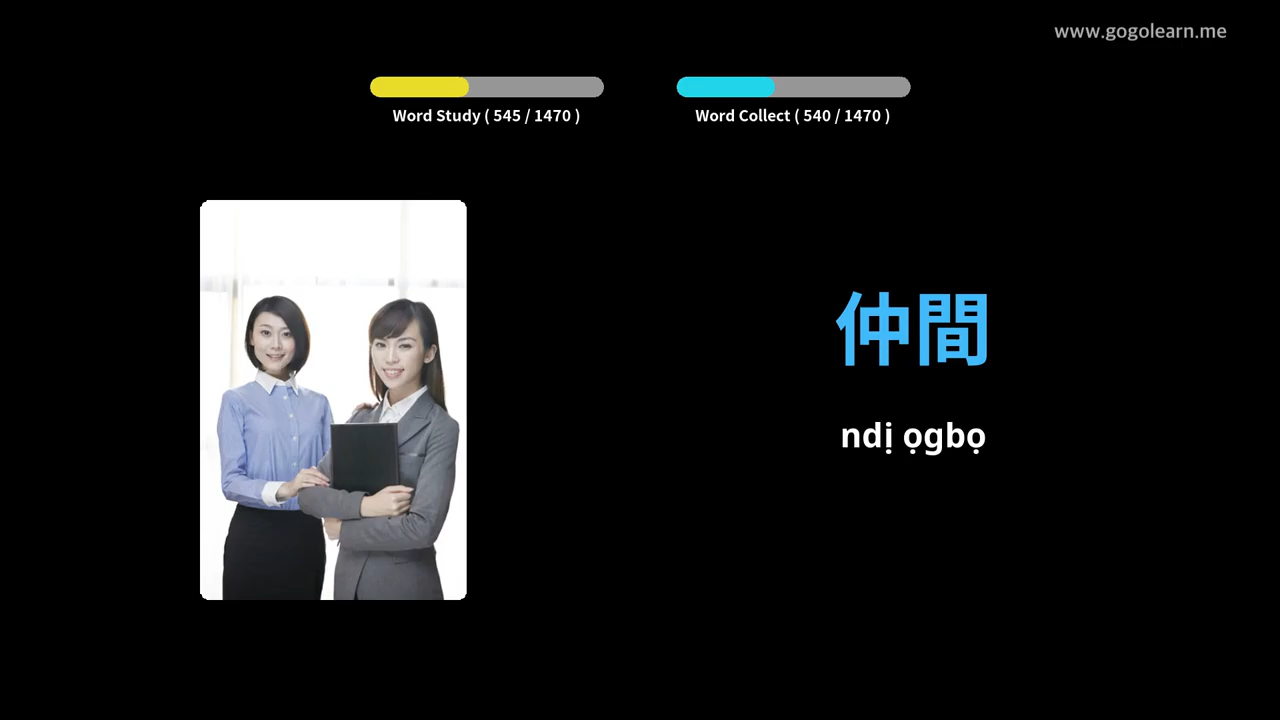 www.gogolearn.me
Word Study ( 545 / 1470 )
Word Collect ( 540 / 1470 )
仲間
ndị ọgbọ